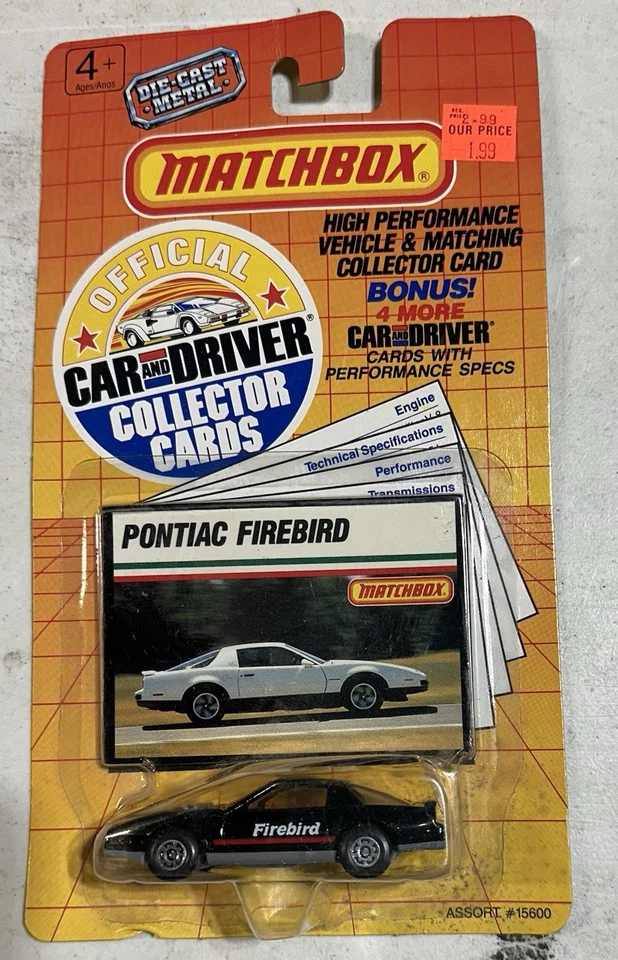 4+
Ages/Anos
DIE-CAST
METAL
MATCHBOX®
REG.
PRICE 2.99
OUR PRICE
1.99
HIGH PERFORMANCE
VEHICLE & MATCHING
COLLECTOR CARD
BONUS!
4 MORE
CAR AND DRIVER®
CARDS WITH
PERFORMANCE SPECS
OFFICIAL
CAR AND DRIVER®
COLLECTOR
CARDS
Engine
V-8
Technical Specifications
Performance
Transmissions
PONTIAC FIREBIRD
MATCHBOX
Firebird
ASSORT. #15600